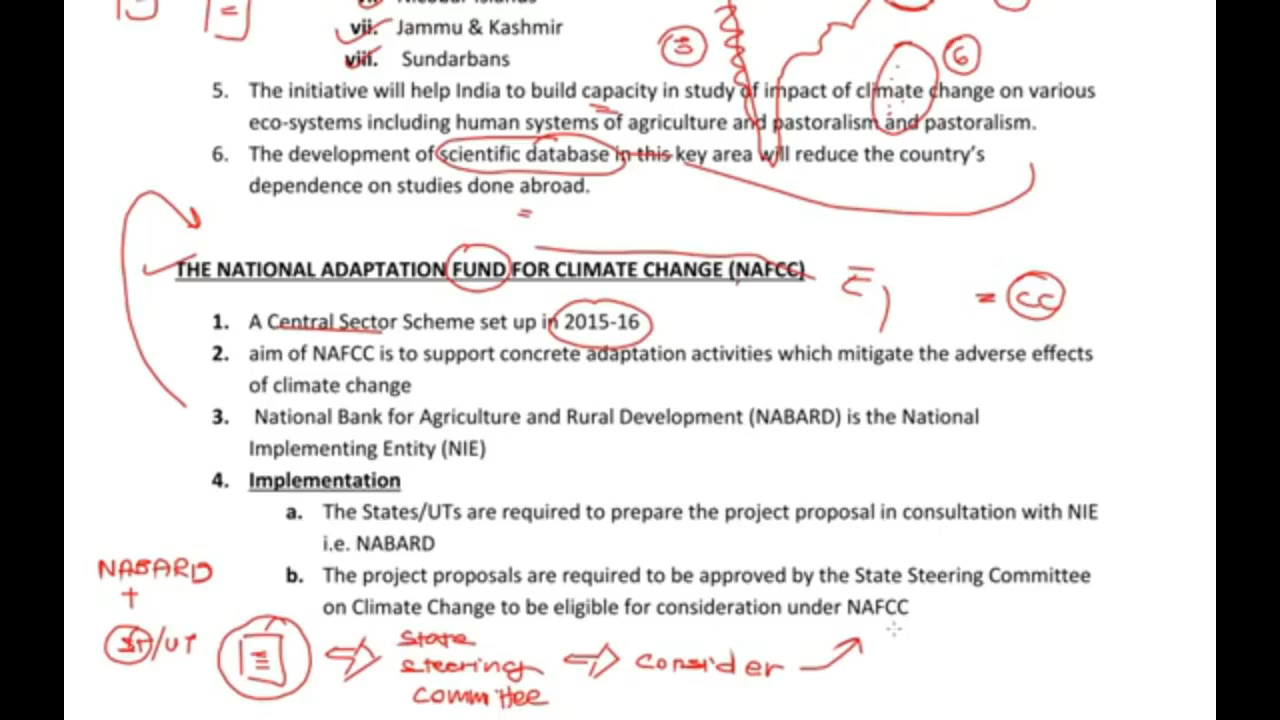 vii. Jammu & Kashmir
viii. Sundarbans
3
6
5. The initiative will help India to build capacity in study of impact of climate change on various
eco-systems including human systems of agriculture and pastoralism and pastoralism.
6. The development of scientific database in this key area will reduce the country's
dependence on studies done abroad.
THE NATIONAL ADAPTATION FUND FOR CLIMATE CHANGE (NAFCC)
= CC
1. A Central Sector Scheme set up in 2015-16
2. aim of NAFCC is to support concrete adaptation activities which mitigate the adverse effects
of climate change
3. National Bank for Agriculture and Rural Development (NABARD) is the National
Implementing Entity (NIE)
4. Implementation
a. The States/UTs are required to prepare the project proposal in consultation with NIE
i.e. NABARD
b. The project proposals are required to be approved by the State Steering Committee
on Climate Change to be eligible for consideration under NAFCC
NABARD
+
ST/UT
State
Steering
Committee
Consider